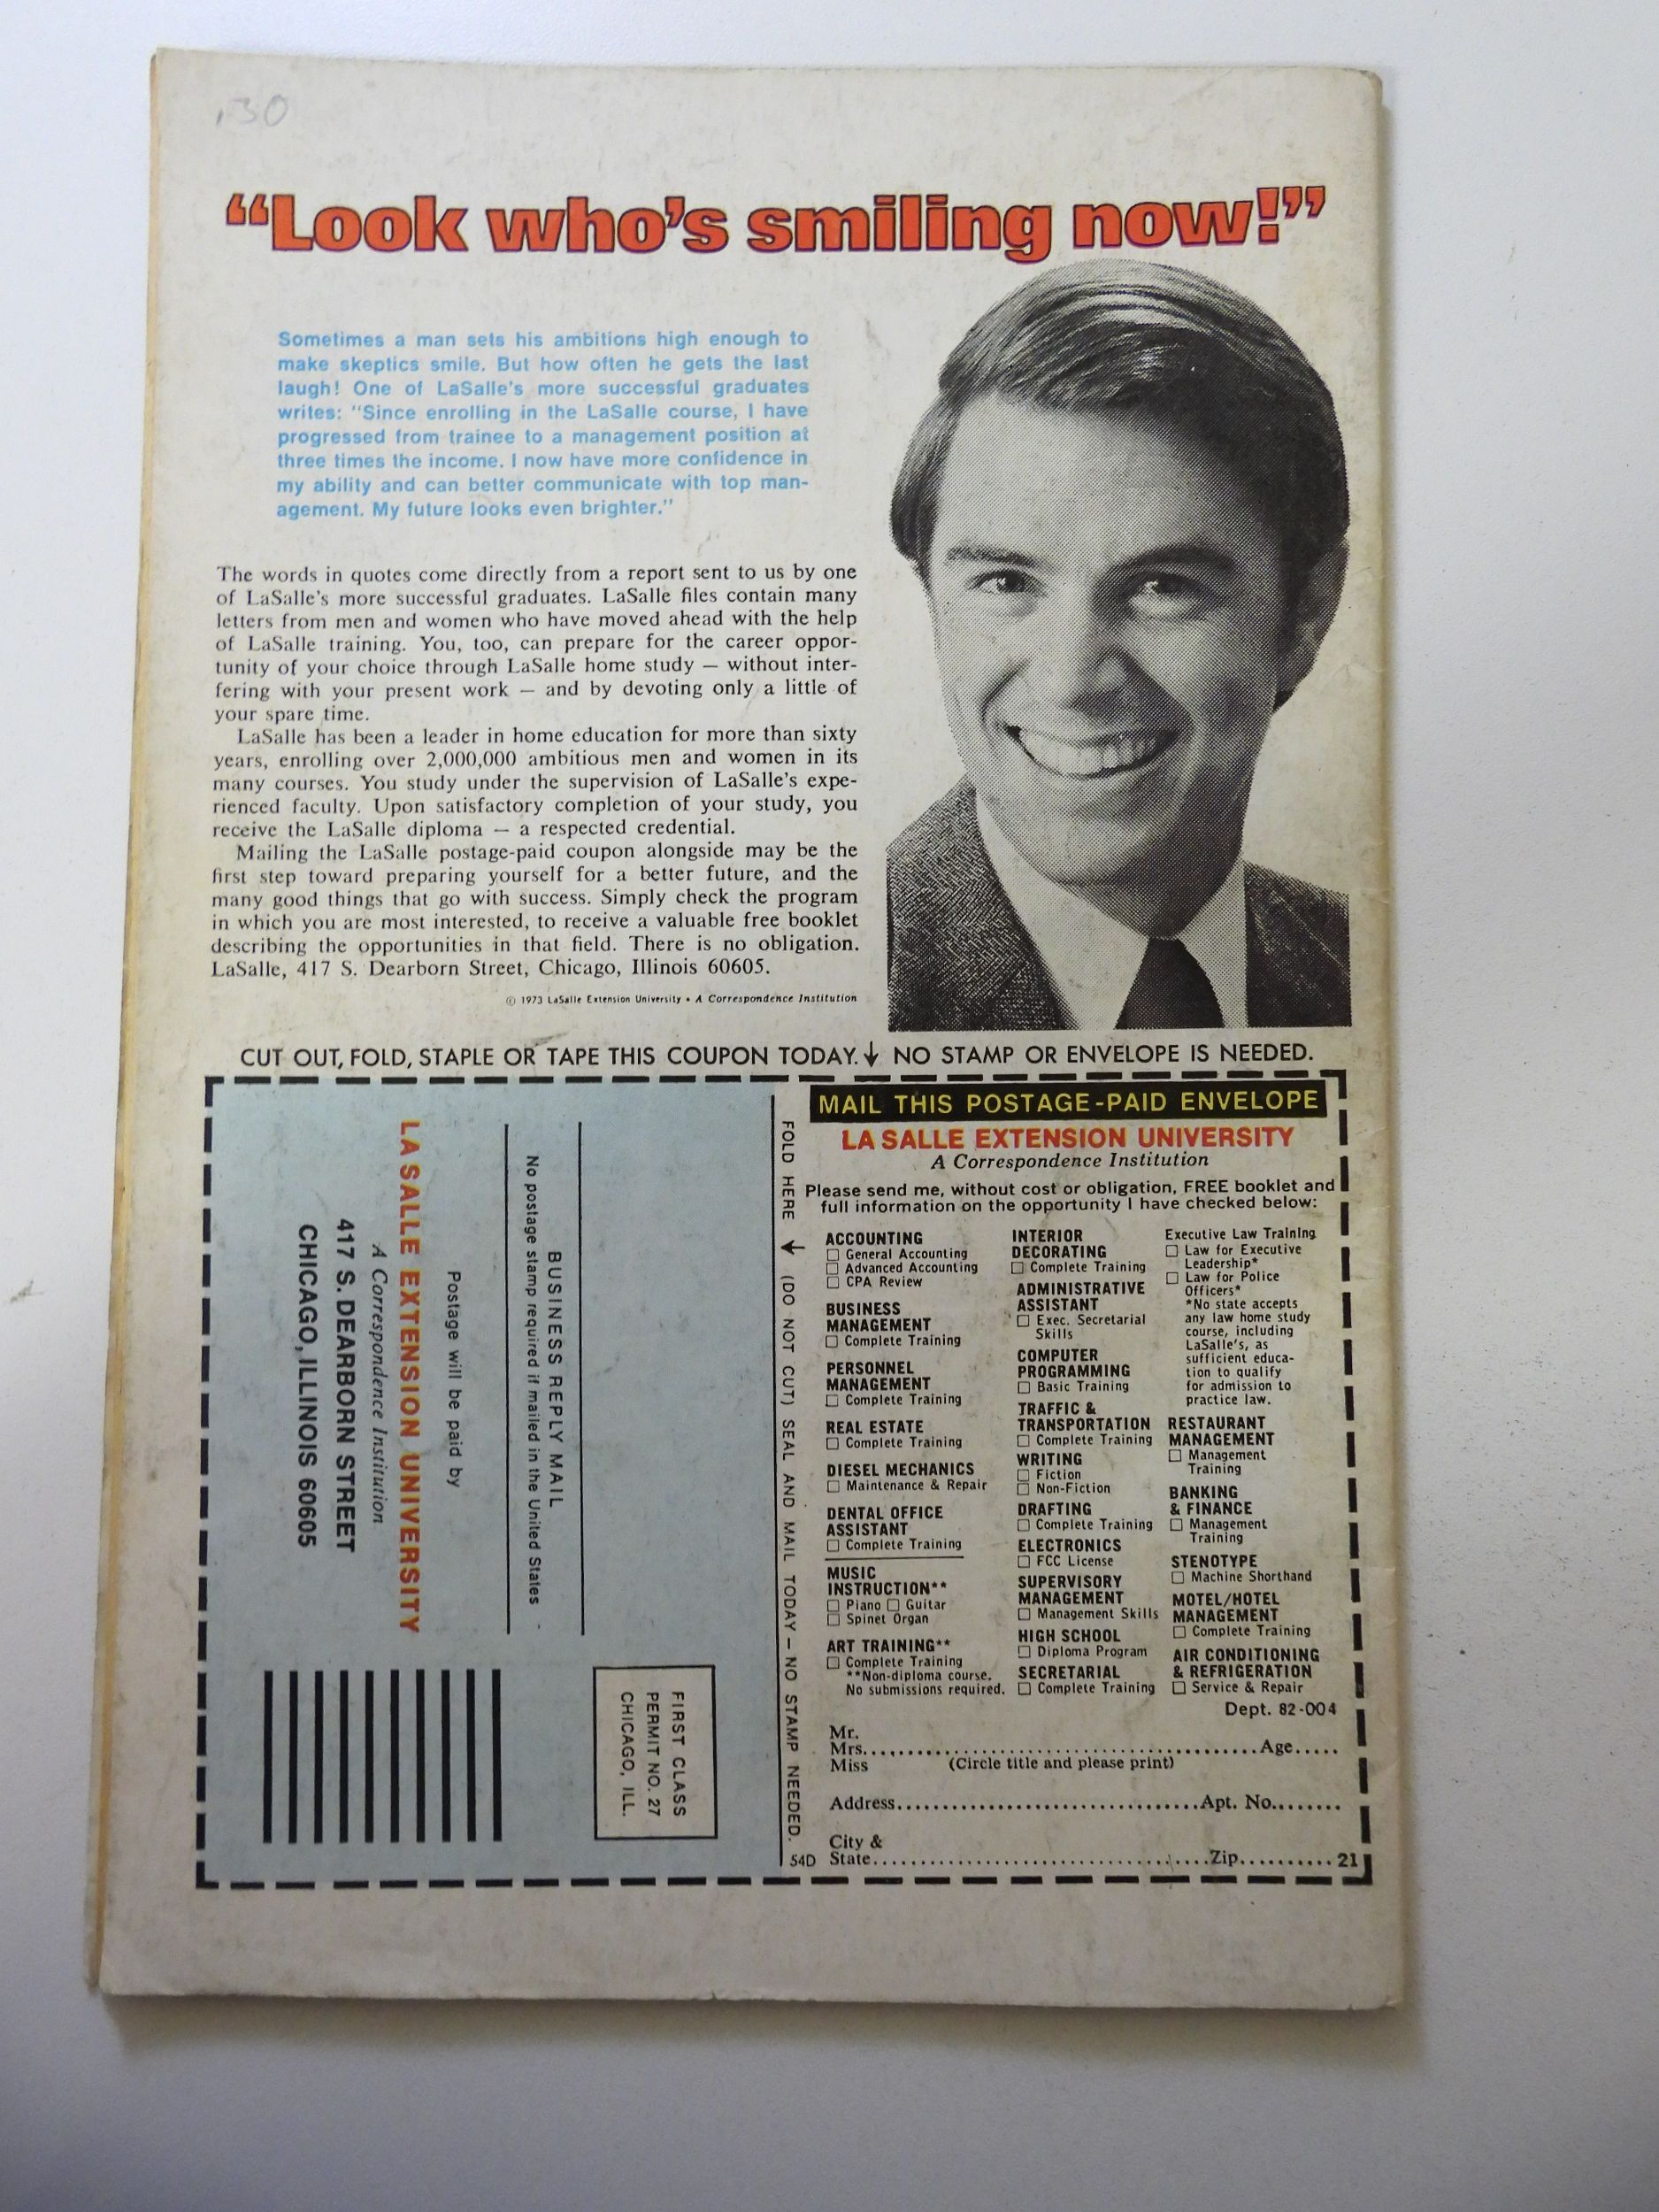 .30
“Look who’s smiling now!”
Sometimes a man sets his ambitions high enough to
make skeptics smile. But how often he gets the last
laugh! One of LaSalle’s more successful graduates
writes: “Since enrolling in the LaSalle course, I have
progressed from trainee to a management position at
three times the income. I now have more confidence in
my ability and can better communicate with top man-
agement. My future looks even brighter.”
The words in quotes come directly from a report sent to us by one
of LaSalle’s more successful graduates. LaSalle files contain many
letters from men and women who have moved ahead with the help
of LaSalle training. You, too, can prepare for the career oppor-
tunity of your choice through LaSalle home study — without inter-
fering with your present work — and by devoting only a little of
your spare time.
LaSalle has been a leader in home education for more than sixty
years, enrolling over 2,000,000 ambitious men and women in its
many courses. You study under the supervision of LaSalle’s expe-
rienced faculty. Upon satisfactory completion of your study, you
receive the LaSalle diploma — a respected credential.
Mailing the LaSalle postage-paid coupon alongside may be the
first step toward preparing yourself for a better future, and the
many good things that go with success. Simply check the program
in which you are most interested, to receive a valuable free booklet
describing the opportunities in that field. There is no obligation.
LaSalle, 417 S. Dearborn Street, Chicago, Illinois 60605.
© 1973 LaSalle Extension University • A Correspondence Institution
CUT OUT, FOLD, STAPLE OR TAPE THIS COUPON TODAY.↓ NO STAMP OR ENVELOPE IS NEEDED.
FIRST CLASS
PERMIT NO. 27
CHICAGO, ILL.
BUSINESS REPLY MAIL
No postage stamp required if mailed in the United States
Postage will be paid by
LA SALLE EXTENSION UNIVERSITY
A Correspondence Institution
417 S. DEARBORN STREET
CHICAGO, ILLINOIS 60605
FOLD HERE ↓ (DO NOT CUT) SEAL AND MAIL TODAY — NO STAMP NEEDED.
MAIL THIS POSTAGE-PAID ENVELOPE
LA SALLE EXTENSION UNIVERSITY
A Correspondence Institution
Please send me, without cost or obligation, FREE booklet and
full information on the opportunity I have checked below:
ACCOUNTING
☐ General Accounting
☐ Advanced Accounting
☐ CPA Review
BUSINESS
MANAGEMENT
☐ Complete Training
PERSONNEL
MANAGEMENT
☐ Complete Training
REAL ESTATE
☐ Complete Training
DIESEL MECHANICS
☐ Maintenance & Repair
DENTAL OFFICE
ASSISTANT
☐ Complete Training
MUSIC
INSTRUCTION**
☐ Piano ☐ Guitar
☐ Spinet Organ
ART TRAINING**
☐ Complete Training
**Non-diploma course.
No submissions required.
INTERIOR
DECORATING
☐ Complete Training
ADMINISTRATIVE
ASSISTANT
☐ Exec. Secretarial
Skills
COMPUTER
PROGRAMMING
☐ Basic Training
TRAFFIC &
TRANSPORTATION
☐ Complete Training
WRITING
☐ Fiction
☐ Non-Fiction
DRAFTING
☐ Complete Training
ELECTRONICS
☐ FCC License
SUPERVISORY
MANAGEMENT
☐ Management Skills
HIGH SCHOOL
☐ Diploma Program
SECRETARIAL
☐ Complete Training
Executive Law Training
☐ Law for Executive
Leadership*
☐ Law for Police
Officers*
*No state accepts
any law home study
course, including
LaSalle’s, as
sufficient educa-
tion to qualify
for admission to
practice law.
RESTAURANT
MANAGEMENT
☐ Management
Training
BANKING
& FINANCE
☐ Management
Training
STENOTYPE
☐ Machine Shorthand
MOTEL/HOTEL
MANAGEMENT
☐ Complete Training
AIR CONDITIONING
& REFRIGERATION
☐ Service & Repair
Dept. 82-004
Mr.
Mrs..........Age.....
Miss (Circle title and please print)
Address..........Apt. No........
City &
54D State..........Zip..........21